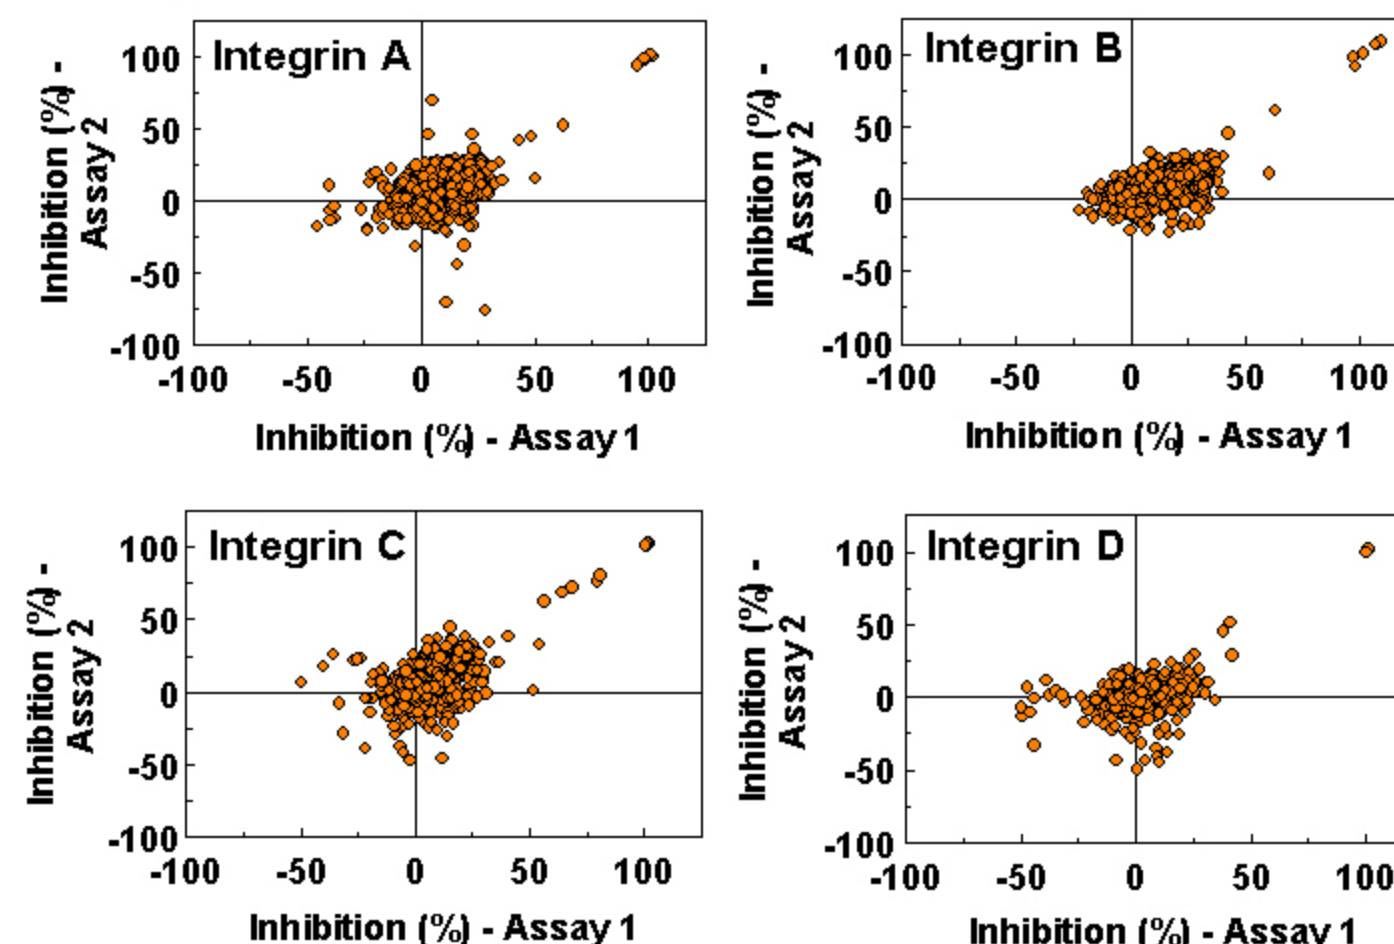 Integrin A
Inhibition (%) -
Assay 2
100
50
0
-50
-100
-100 -50 0 50 100
Inhibition (%) - Assay 1
Integrin B
Inhibition (%) -
Assay 2
100
50
0
-50
-100
-100 -50 0 50 100
Inhibition (%) - Assay 1
Integrin C
Inhibition (%) -
Assay 2
100
50
0
-50
-100
-100 -50 0 50 100
Inhibition (%) - Assay 1
Integrin D
Inhibition (%) -
Assay 2
100
50
0
-50
-100
-100 -50 0 50 100
Inhibition (%) - Assay 1